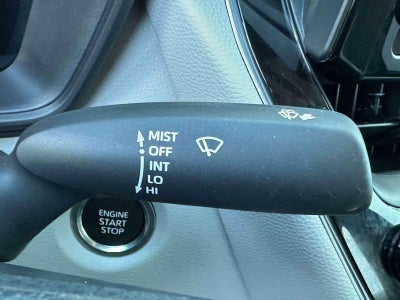 MIST
OFF
INT
LO
HI
ENGINE
START
STOP